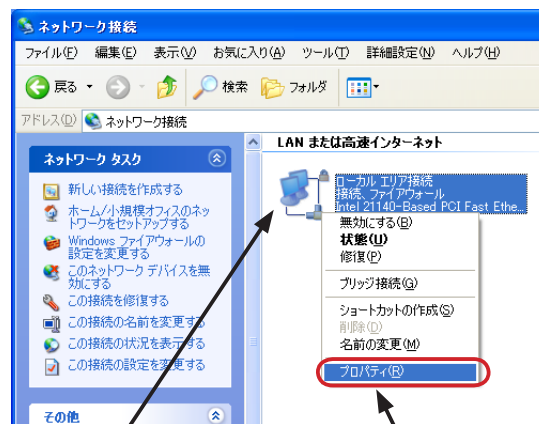 ネットワーク接続
ファイル(F) 編集(E) 表示(V) お気に入り(A) ツール(T) 詳細設定(N) ヘルプ(H)
戻る 検索 フォルダ
アドレス(D) ネットワーク接続
ネットワーク タスク
新しい接続を作成する
ホーム/小規模オフィスのネッ
トワークをセットアップする
Windows ファイアウォールの
設定を変更する
このネットワーク デバイスを無
効にする
この接続を修復する
この接続の名前を変更する
この接続の状況を表示する
この接続の設定を変更する
その他
LAN または高速インターネット
ローカル エリア接続
接続、ファイアウォール
Intel 21140-Based PCI Fast Ethe...
無効にする(B)
状態(U)
修復(P)
ブリッジ接続(G)
ショートカットの作成(S)
削除(D)
名前の変更(M)
プロパティ(R)